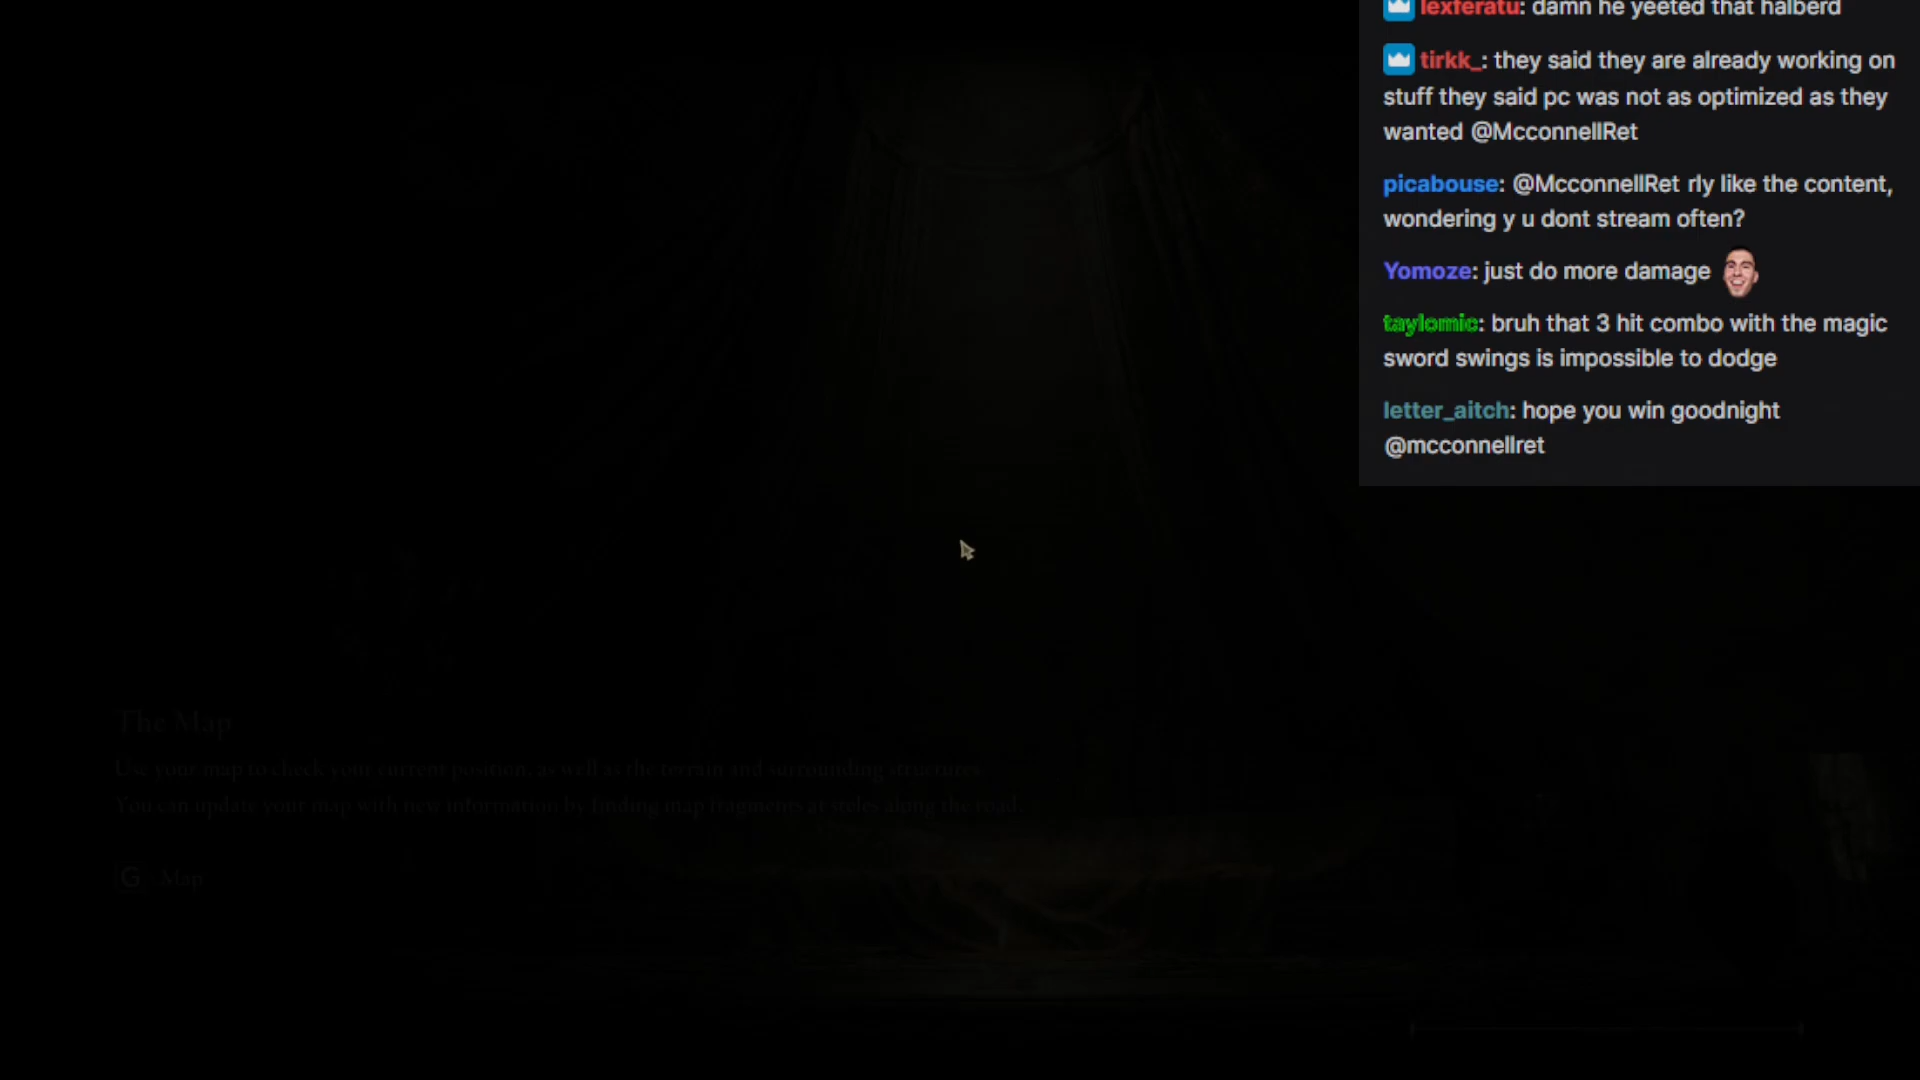 lexferatu: damn he yeeted that halberd
tirkk_: they said they are already working on
stuff they said pc was not as optimized as they
wanted @McconnellRet
picabouse: @McconnellRet rly like the content,
wondering y u dont stream often?
Yomoze: just do more damage
taylomic: bruh that 3 hit combo with the magic
sword swings is impossible to dodge
letter_aitch: hope you win goodnight
@mcconnellret
The Map
Use your map to check your current position, as well as the terrain and surrounding structures.
You can update your map with new information by finding map fragments at steles along the road.
G Map